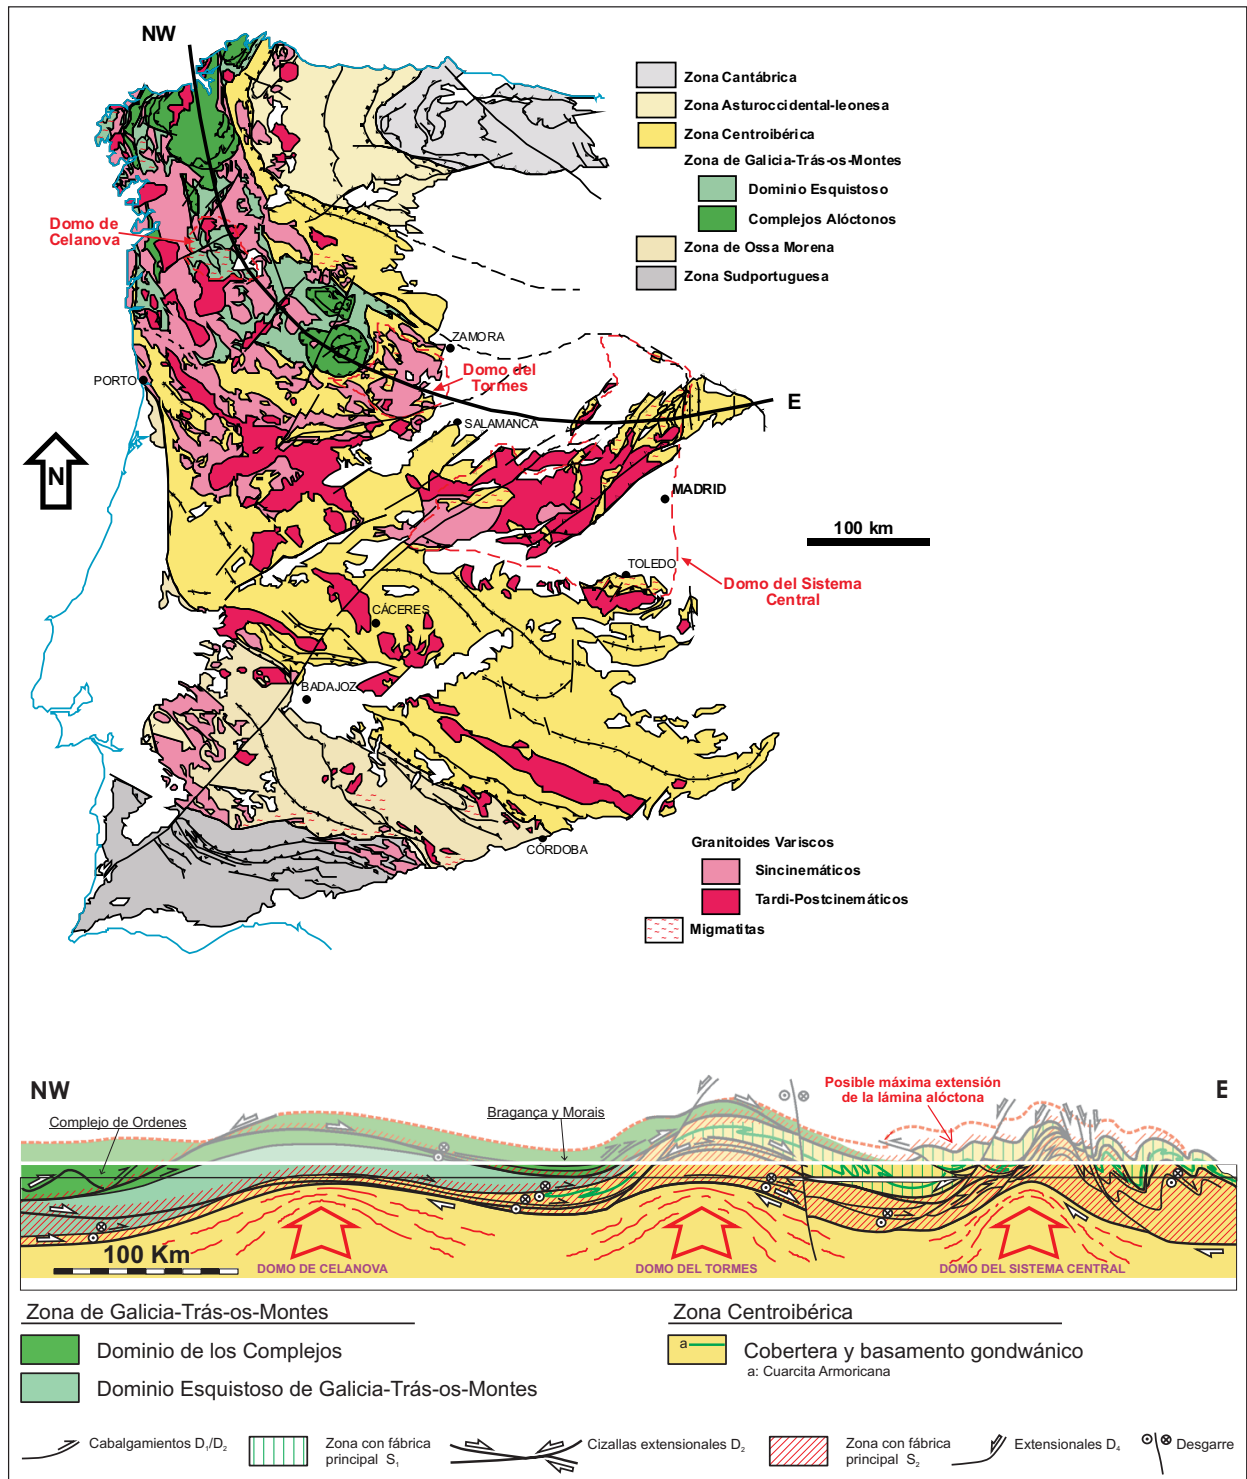 NW
Zona Cantábrica
Zona Asturoccidental-leonesa
Zona Centroibérica
Zona de Galicia-Trás-os-Montes
Dominio Esquistoso
Complejos Alóctonos
Zona de Ossa Morena
Zona Sudportuguesa
Domo de
Celanova
ZAMORA
Domo del
Tormes
PORTO
E
SALAMANCA
N
MADRID
100 km
TOLEDO
Domo del Sistema
Central
CÁCERES
BADAJOZ
CÓRDOBA
Granitoides Variscos
Sincinemáticos
Tardi-Postcinemáticos
Migmatitas
NW
E
Complejo de Ordenes
Bragança y Morais
Posible máxima extensión
de la lámina alóctona
100 Km
DOMO DE CELANOVA
DOMO DEL TORMES
DOMO DEL SISTEMA CENTRAL
Zona de Galicia-Trás-os-Montes
Dominio de los Complejos
Dominio Esquistoso de Galicia-Trás-os-Montes
Zona Centroibérica
a
Cobertera y basamento gondwánico
a: Cuarcita Armoricana
Cabalgamientos D₁/D₂
Zona con fábrica
principal S₁
Cizallas extensionales D₂
Zona con fábrica
principal S₂
Extensionales D₄
Desgarre